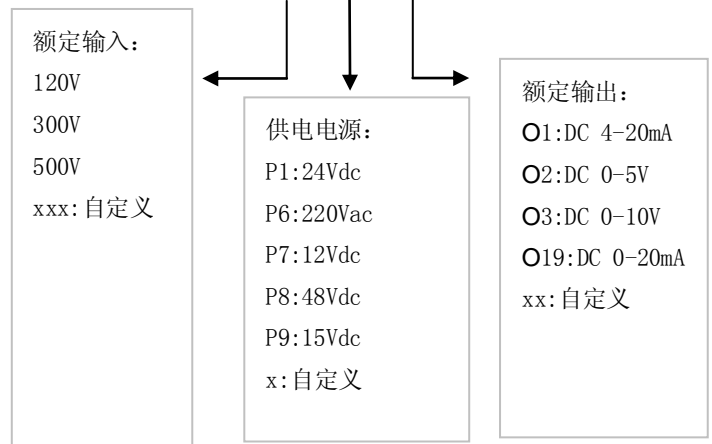 额定输入：
120V
300V
500V
xxx:自定义
供电电源：
P1:24Vdc
P6:220Vac
P7:12Vdc
P8:48Vdc
P9:15Vdc
x:自定义
额定输出：
O1:DC 4-20mA
O2:DC 0-5V
O3:DC 0-10V
O19:DC 0-20mA
xx:自定义